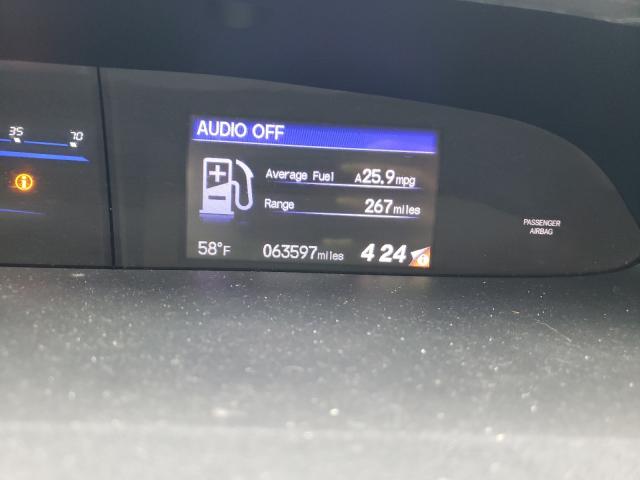 35 70
AUDIO OFF
Average Fuel A25.9mpg
Range 267miles
58°F 063597miles 4 24
PASSENGER
AIRBAG